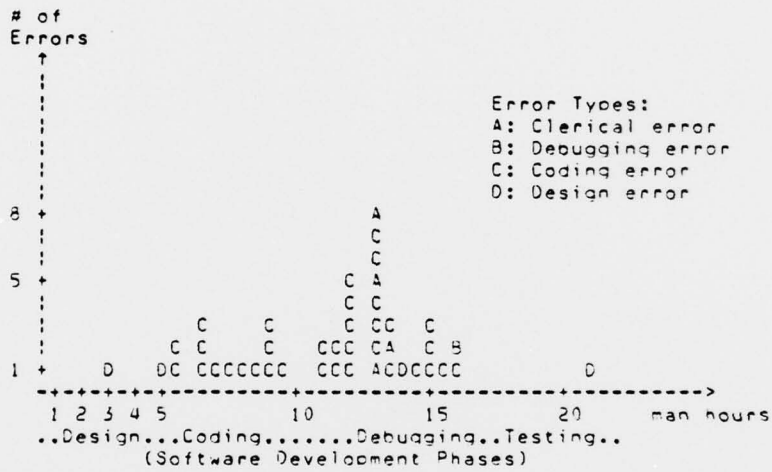 # of
Errors
Error Types:
A: Clerical error
B: Debugging error
C: Coding error
D: Design error
8 A
C
C
5 C A
C C
C C C CC C
C C C CCC CA C B
1 D DC CCCCCCC CCC ACDCCCC D
1 2 3 4 5 10 15 20 man hours
..Design...Coding.......Debugging..Testing..
(Software Development Phases)